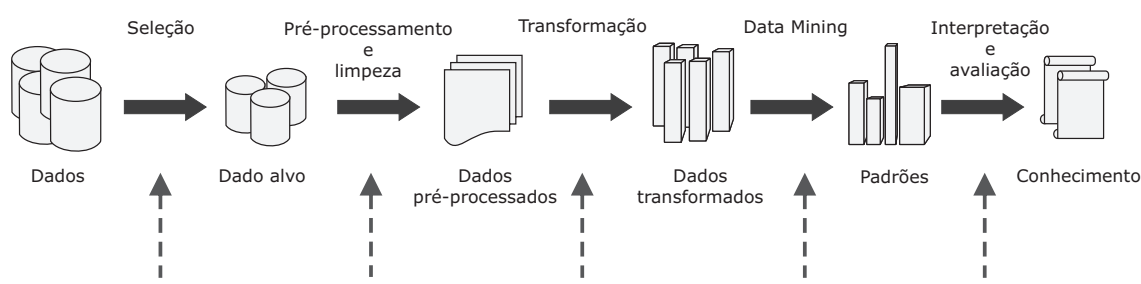 Seleção
Pré-processamento
e
limpeza
Transformação
Data Mining
Interpretação
e
avaliação
Dados
Dado alvo
Dados
pré-processados
Dados
transformados
Padrões
Conhecimento